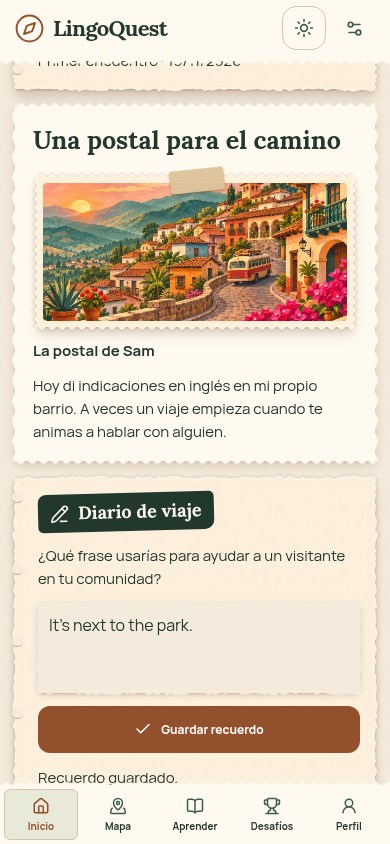 LingoQuest
Una postal para el camino
La postal de Sam
Hoy di indicaciones en inglés en mi propio
barrio. A veces un viaje empieza cuando te
animas a hablar con alguien.
Diario de viaje
¿Qué frase usarías para ayudar a un visitante
en tu comunidad?
It's next to the park.
Guardar recuerdo
Recuerdo guardado.
Inicio
Mapa
Aprender
Desafíos
Perfil